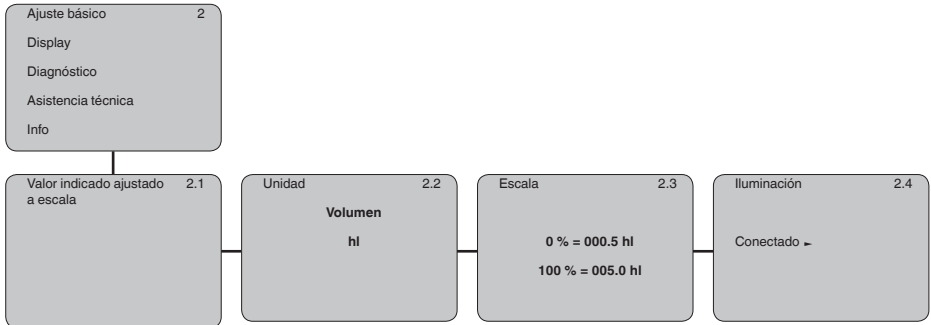 Ajuste básico 2
Display
Diagnóstico
Asistencia técnica
Info
Valor indicado ajustado 2.1
a escala
Unidad 2.2
Volumen
hl
Escala 2.3
0 % = 000.5 hl
100 % = 005.0 hl
Iluminación 2.4
Conectado ►